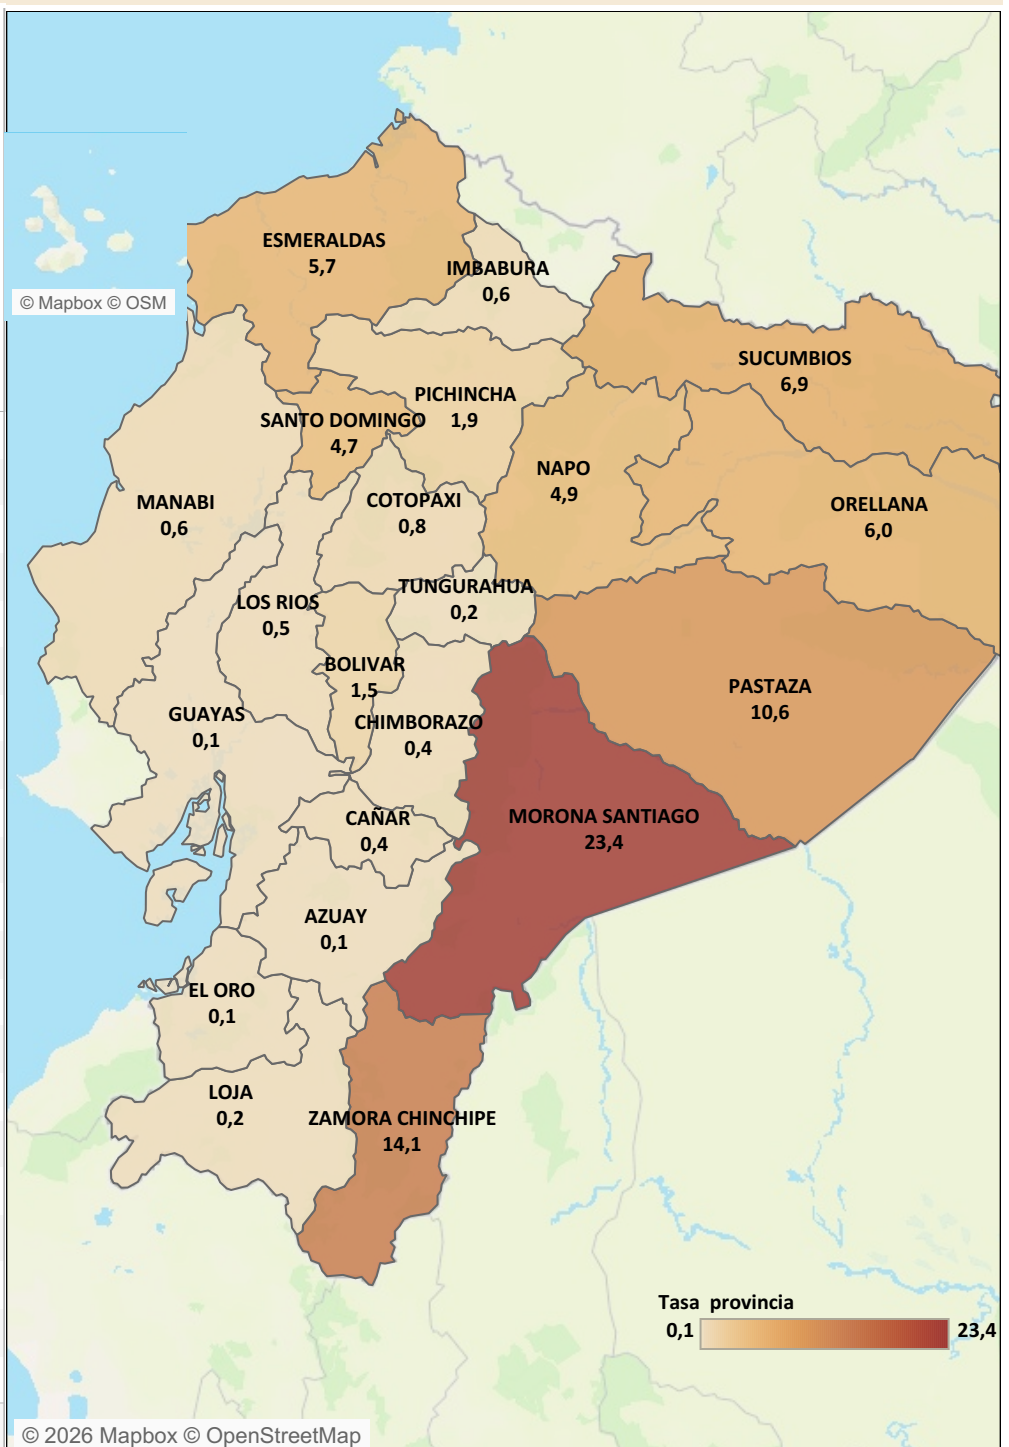 ESMERALDAS
5,7
IMBABURA
0,6
© Mapbox © OSM
SUCUMBIOS
6,9
PICHINCHA
1,9
SANTO DOMINGO
4,7
NAPO
4,9
MANABI
0,6
COTOPAXI
0,8
ORELLANA
6,0
TUNGURAHUA
0,2
LOS RIOS
0,5
BOLIVAR
1,5
PASTAZA
10,6
GUAYAS
0,1
CHIMBORAZO
0,4
CAÑAR
0,4
MORONA SANTIAGO
23,4
AZUAY
0,1
EL ORO
0,1
LOJA
0,2
ZAMORA CHINCHIPE
14,1
Tasa provincia
0,1 23,4
© 2026 Mapbox © OpenStreetMap